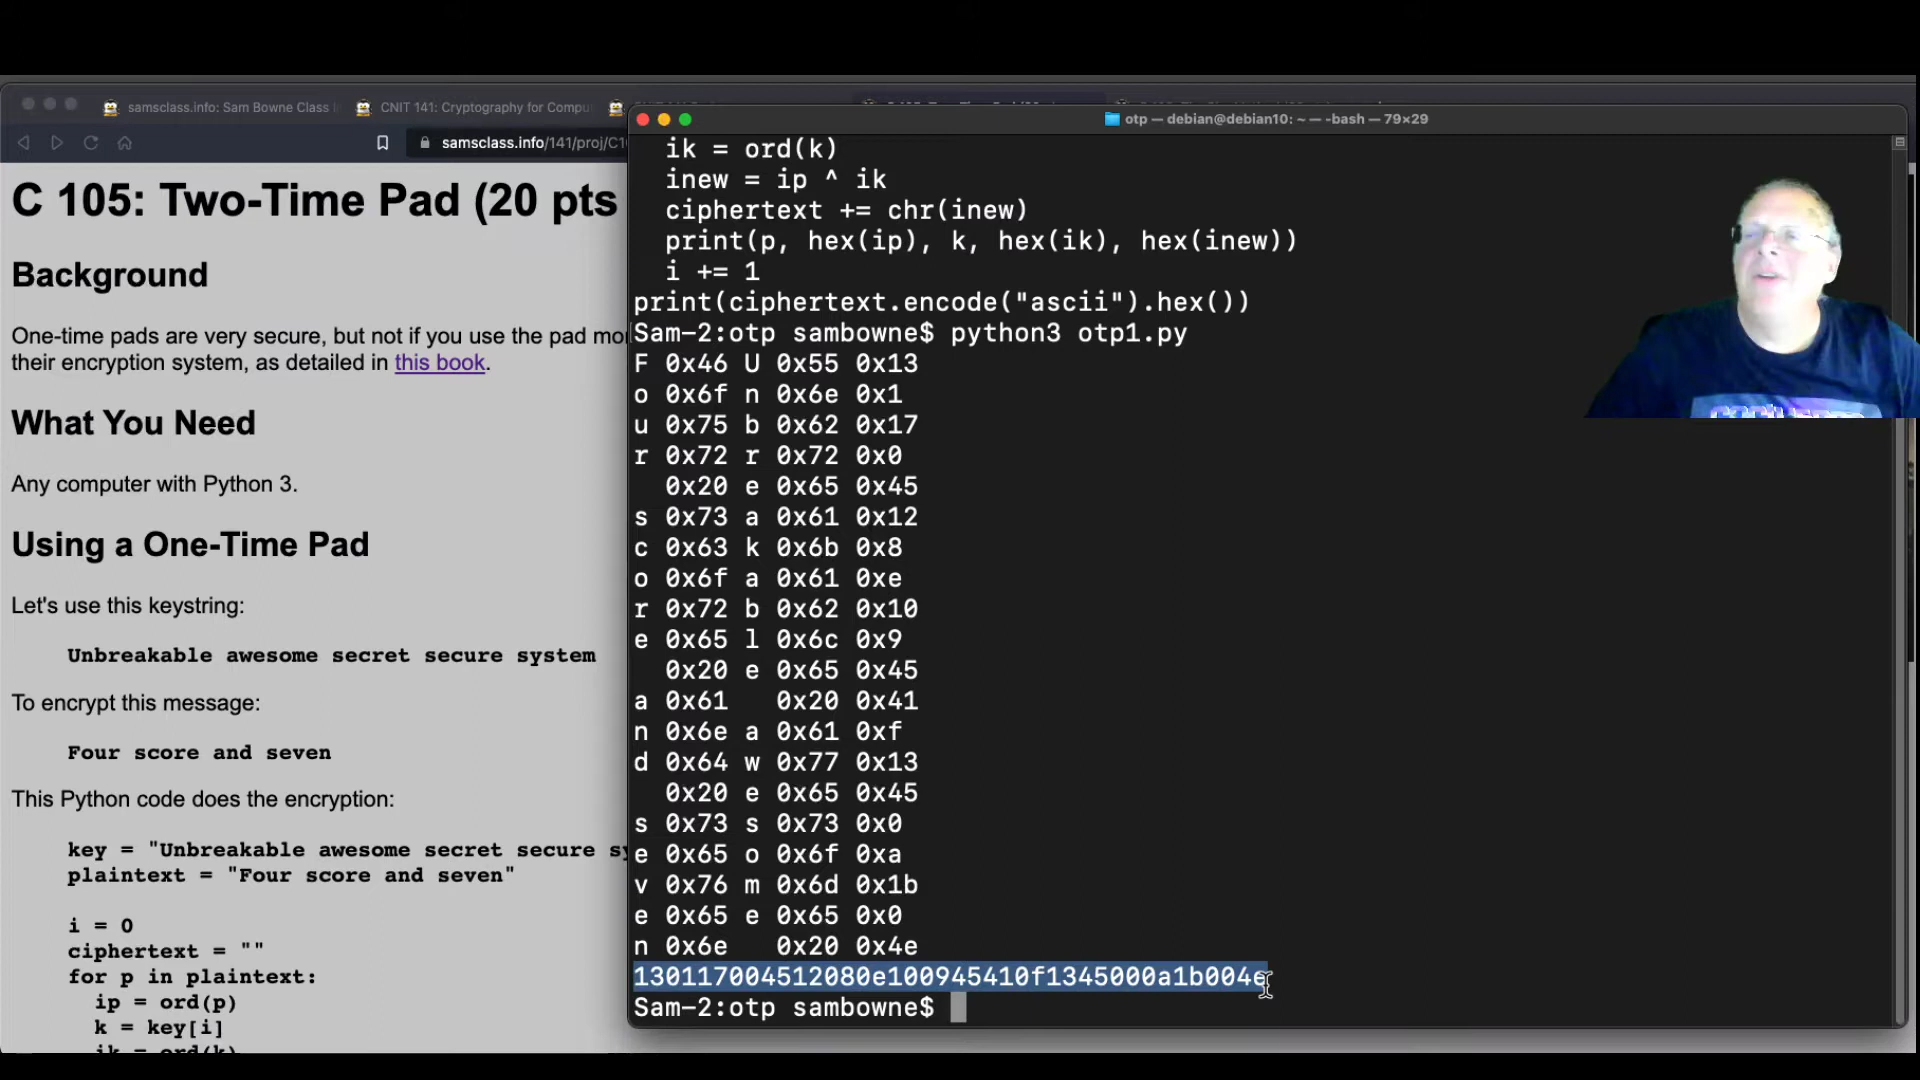 samsclass.info: Sam Bowne Class
CNIT 141: Cryptography for Compu
samsclass.info/141/proj/C1
C 105: Two-Time Pad (20 pts
Background
One-time pads are very secure, but not if you use the pad mo
their encryption system, as detailed in this book.
What You Need
Any computer with Python 3.
Using a One-Time Pad
Let's use this keystring:
Unbreakable awesome secret secure system
To encrypt this message:
Four score and seven
This Python code does the encryption:
key = "Unbreakable awesome secret secure sy
plaintext = "Four score and seven"
i = 0
ciphertext = ""
for p in plaintext:
ip = ord(p)
k = key[i]
ik = ord(k)
otp — debian@debian10: ~ — -bash — 79×29
ik = ord(k)
inew = ip ^ ik
ciphertext += chr(inew)
print(p, hex(ip), k, hex(ik), hex(inew))
i += 1
print(ciphertext.encode("ascii").hex())
Sam-2:otp sambowne$ python3 otp1.py
F 0x46 U 0x55 0x13
o 0x6f n 0x6e 0x1
u 0x75 b 0x62 0x17
r 0x72 r 0x72 0x0
0x20 e 0x65 0x45
s 0x73 a 0x61 0x12
c 0x63 k 0x6b 0x8
o 0x6f a 0x61 0xe
r 0x72 b 0x62 0x10
e 0x65 l 0x6c 0x9
0x20 e 0x65 0x45
a 0x61   0x20 0x41
n 0x6e a 0x61 0xf
d 0x64 w 0x77 0x13
0x20 e 0x65 0x45
s 0x73 s 0x73 0x0
e 0x65 o 0x6f 0xa
v 0x76 m 0x6d 0x1b
e 0x65 e 0x65 0x0
n 0x6e   0x20 0x4e
130117004512080e100945410f1345000a1b004e
Sam-2:otp sambowne$